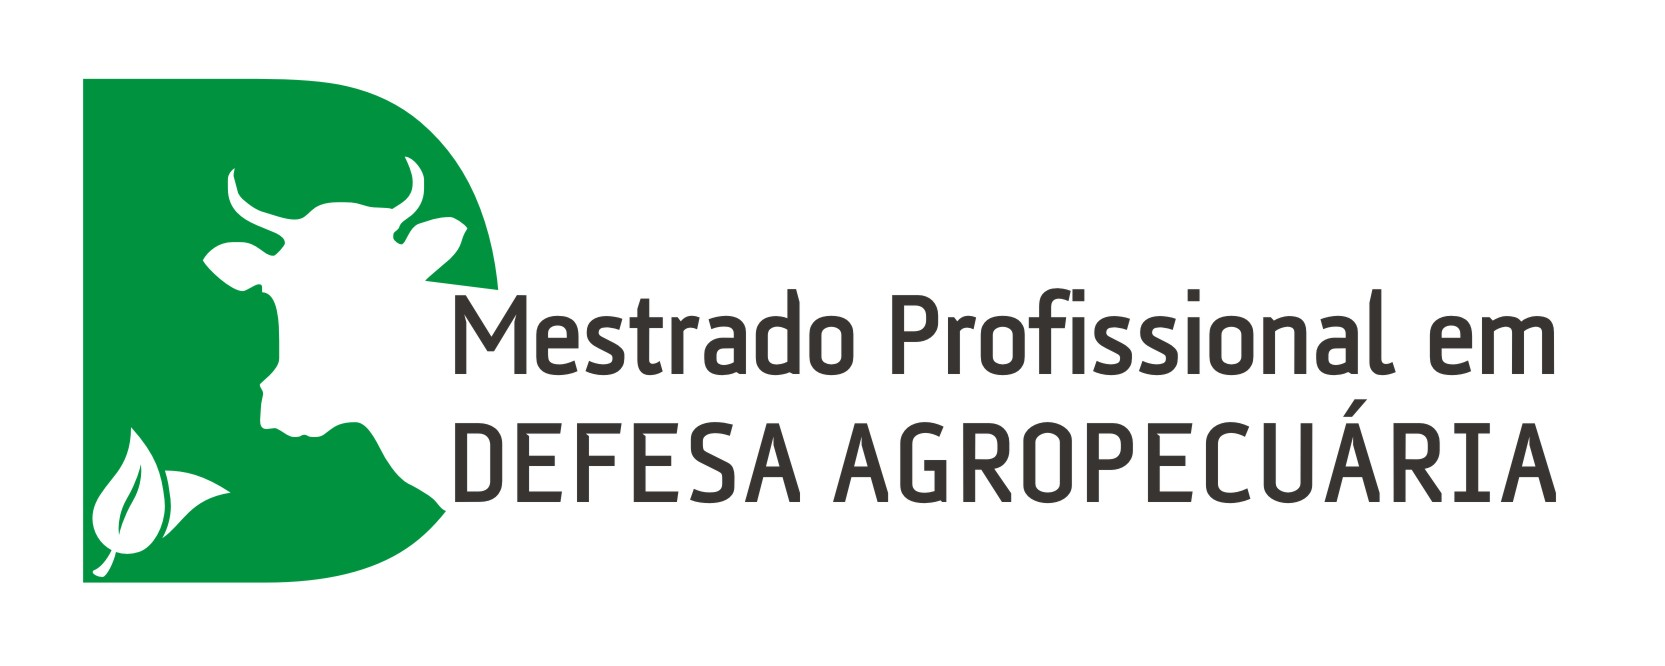 Mestrado Profissional em
DEFESA AGROPECUÁRIA